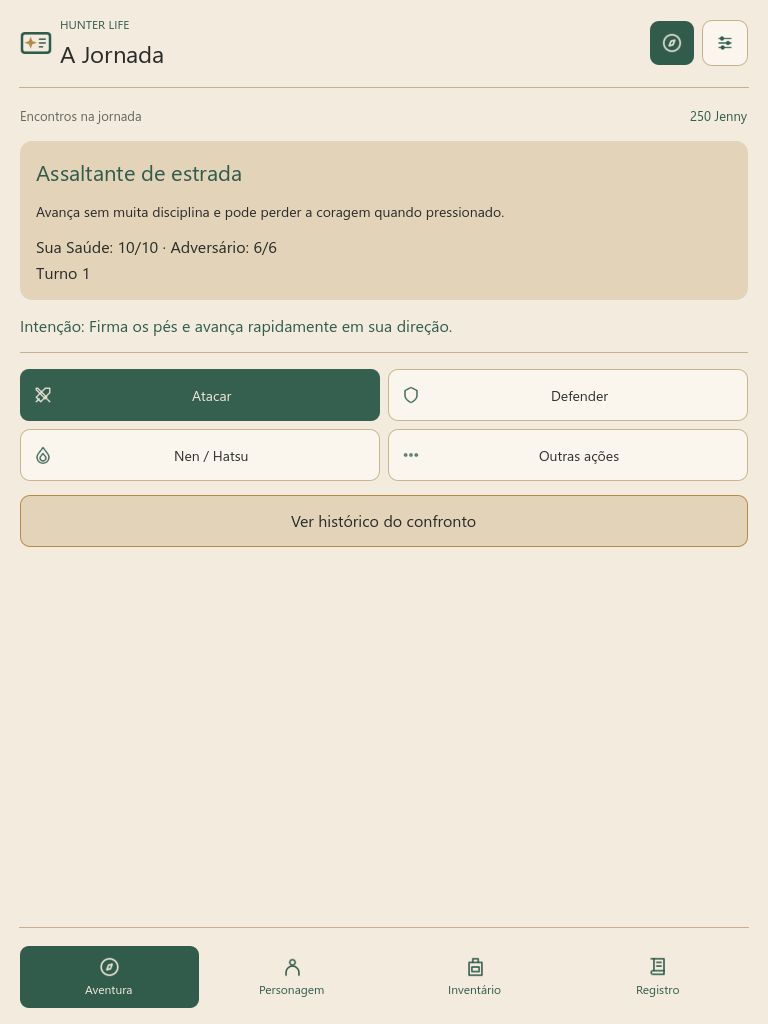 HUNTER LIFE
A Jornada
Encontros na jornada
250 Jenny
Assaltante de estrada
Avança sem muita disciplina e pode perder a coragem quando pressionado.
Sua Saúde: 10/10 · Adversário: 6/6
Turno 1
Intenção: Firma os pés e avança rapidamente em sua direção.
Atacar
Defender
Nen / Hatsu
Outras ações
Ver histórico do confronto
Aventura
Personagem
Inventário
Registro